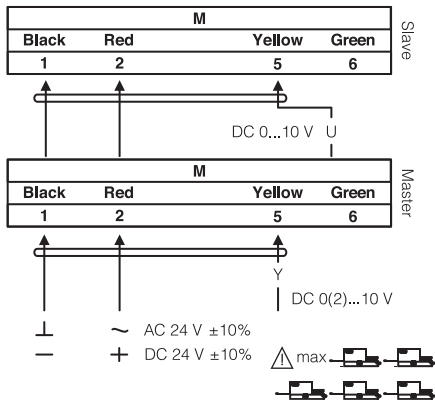 M
Black Red Yellow Green
1 2 5 6
Slave
DC 0...10 V U
M
Black Red Yellow Green
1 2 5 6
Master
Y
DC 0(2)...10 V
⊥ ~ AC 24 V ±10%
− + DC 24 V ±10%
⚠ max